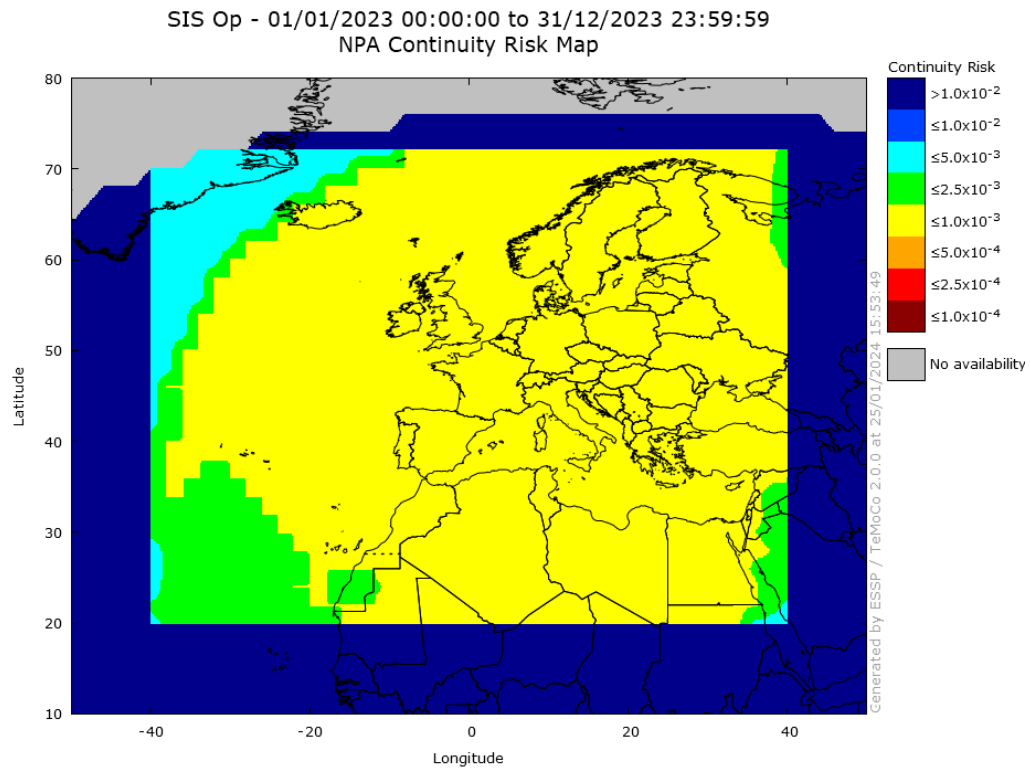 SIS Op - 01/01/2023 00:00:00 to 31/12/2023 23:59:59
NPA Continuity Risk Map
Continuity Risk
>1.0x10⁻²
≤1.0x10⁻²
≤5.0x10⁻³
≤2.5x10⁻³
≤1.0x10⁻³
≤5.0x10⁻⁴
≤2.5x10⁻⁴
≤1.0x10⁻⁴
No availability
Generated by ESSP / TeMoCo 2.0.0 at 25/01/2024 15:53:49
Latitude
80
70
60
50
40
30
20
10
-40
-20
0
20
40
Longitude